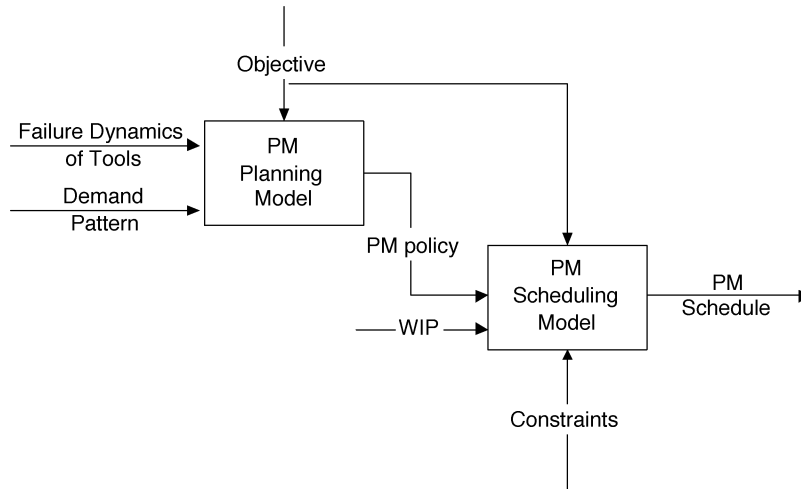 Objective
Failure Dynamics
of Tools
Demand
Pattern
PM
Planning
Model
PM policy
WIP
PM
Scheduling
Model
PM
Schedule
Constraints